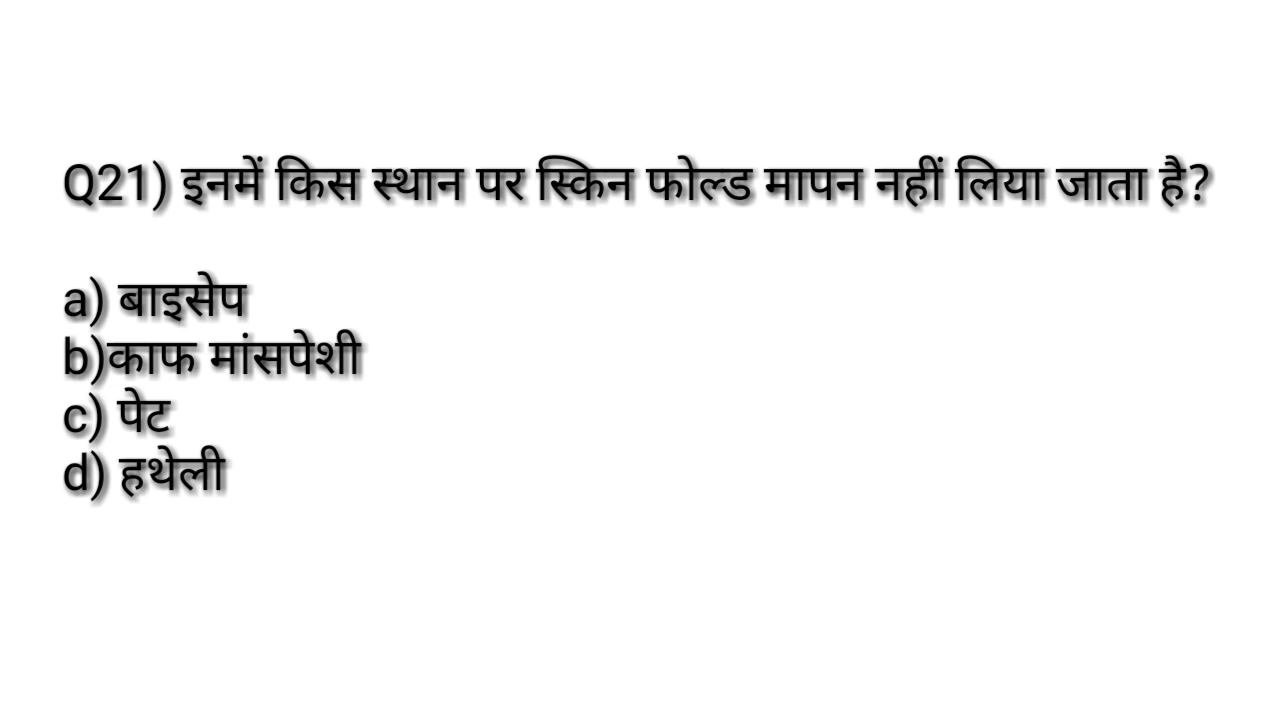 Q21) इनमें किस स्थान पर स्किन फोल्ड मापन नहीं लिया जाता है?
a) बाइसेप
b)काफ मांसपेशी
c) पेट
d) हथेली